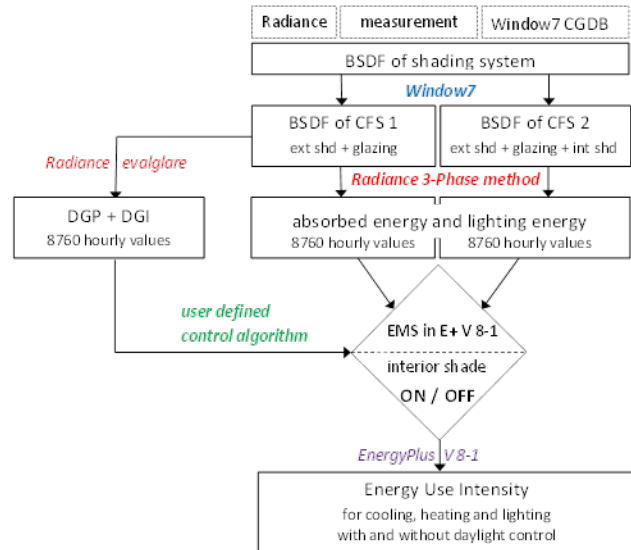 Radiance measurement Window7 CGDB
BSDF of shading system
Window7
BSDF of CFS 1
ext shd + glazing
BSDF of CFS 2
ext shd + glazing + int shd
Radiance evalglare
Radiance 3-Phase method
DGP + DGI
8760 hourly values
absorbed energy and lighting energy
8760 hourly values 8760 hourly values
user defined
control algorithm
EMS in E+ V 8-1
interior shade
ON / OFF
EnergyPlus V 8-1
Energy Use Intensity
for cooling, heating and lighting
with and without daylight control